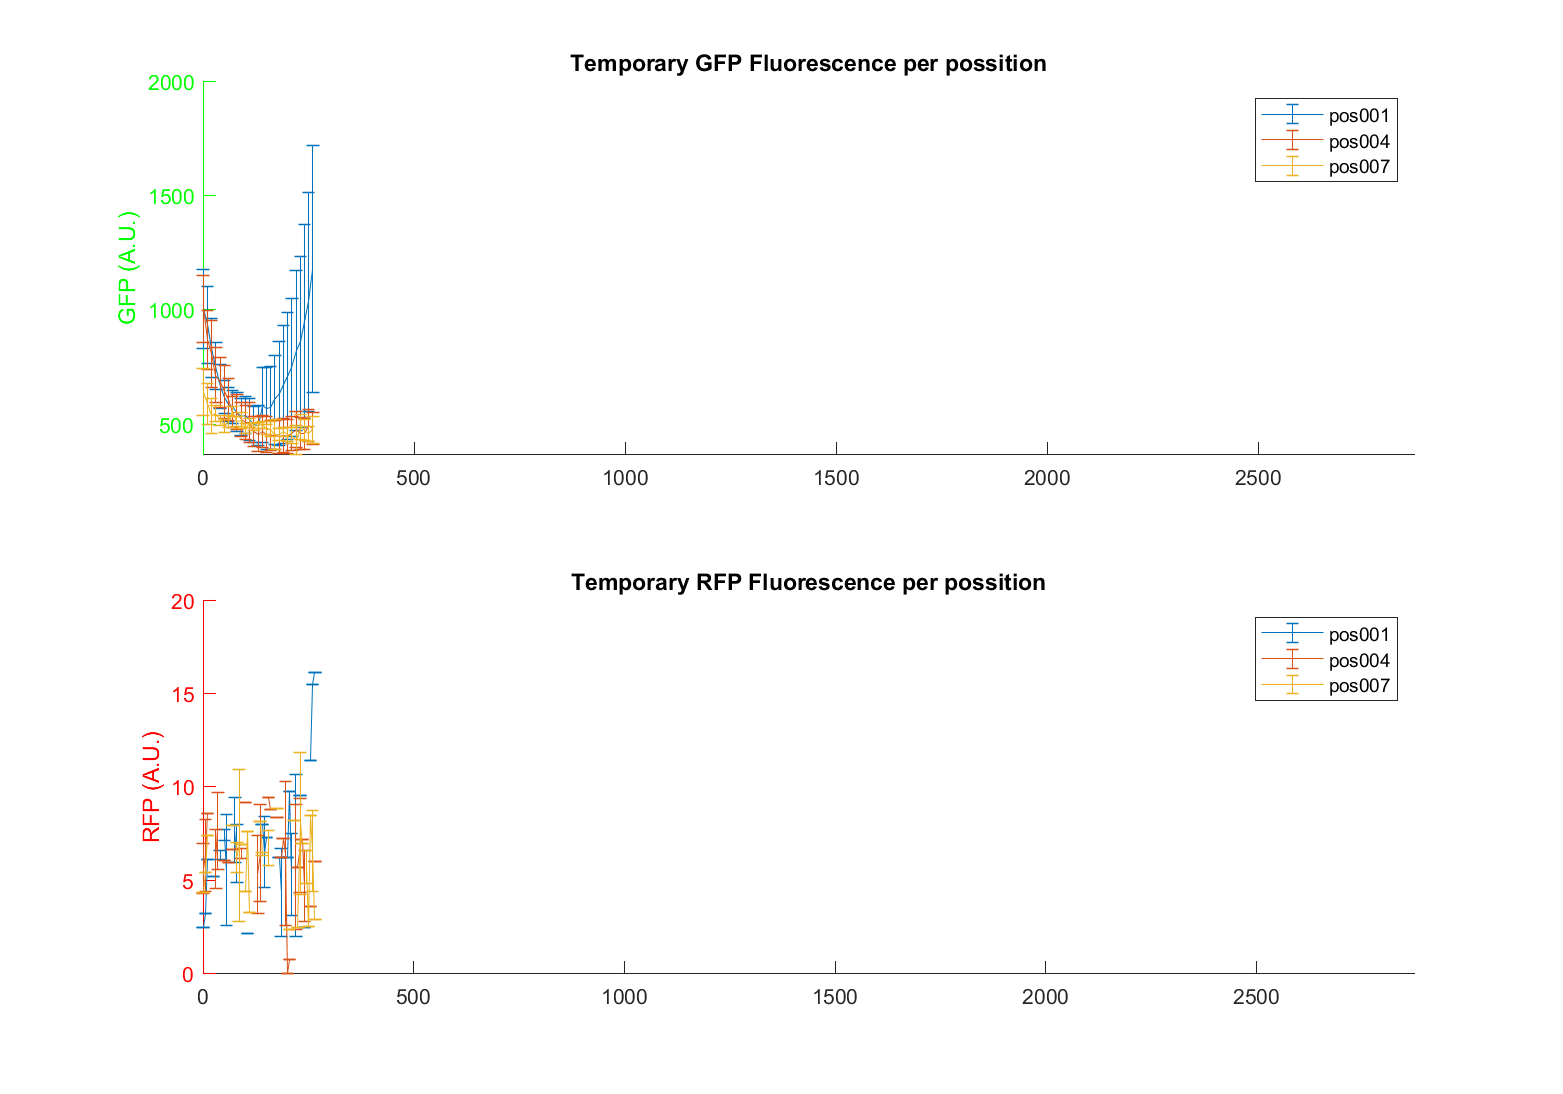 Temporary GFP Fluorescence per possition
2000
1500
1000
500
GFP (A.U.)
pos001
pos004
pos007
0 500 1000 1500 2000 2500
Temporary RFP Fluorescence per possition
20
15
10
5
0
RFP (A.U.)
pos001
pos004
pos007
0 500 1000 1500 2000 2500